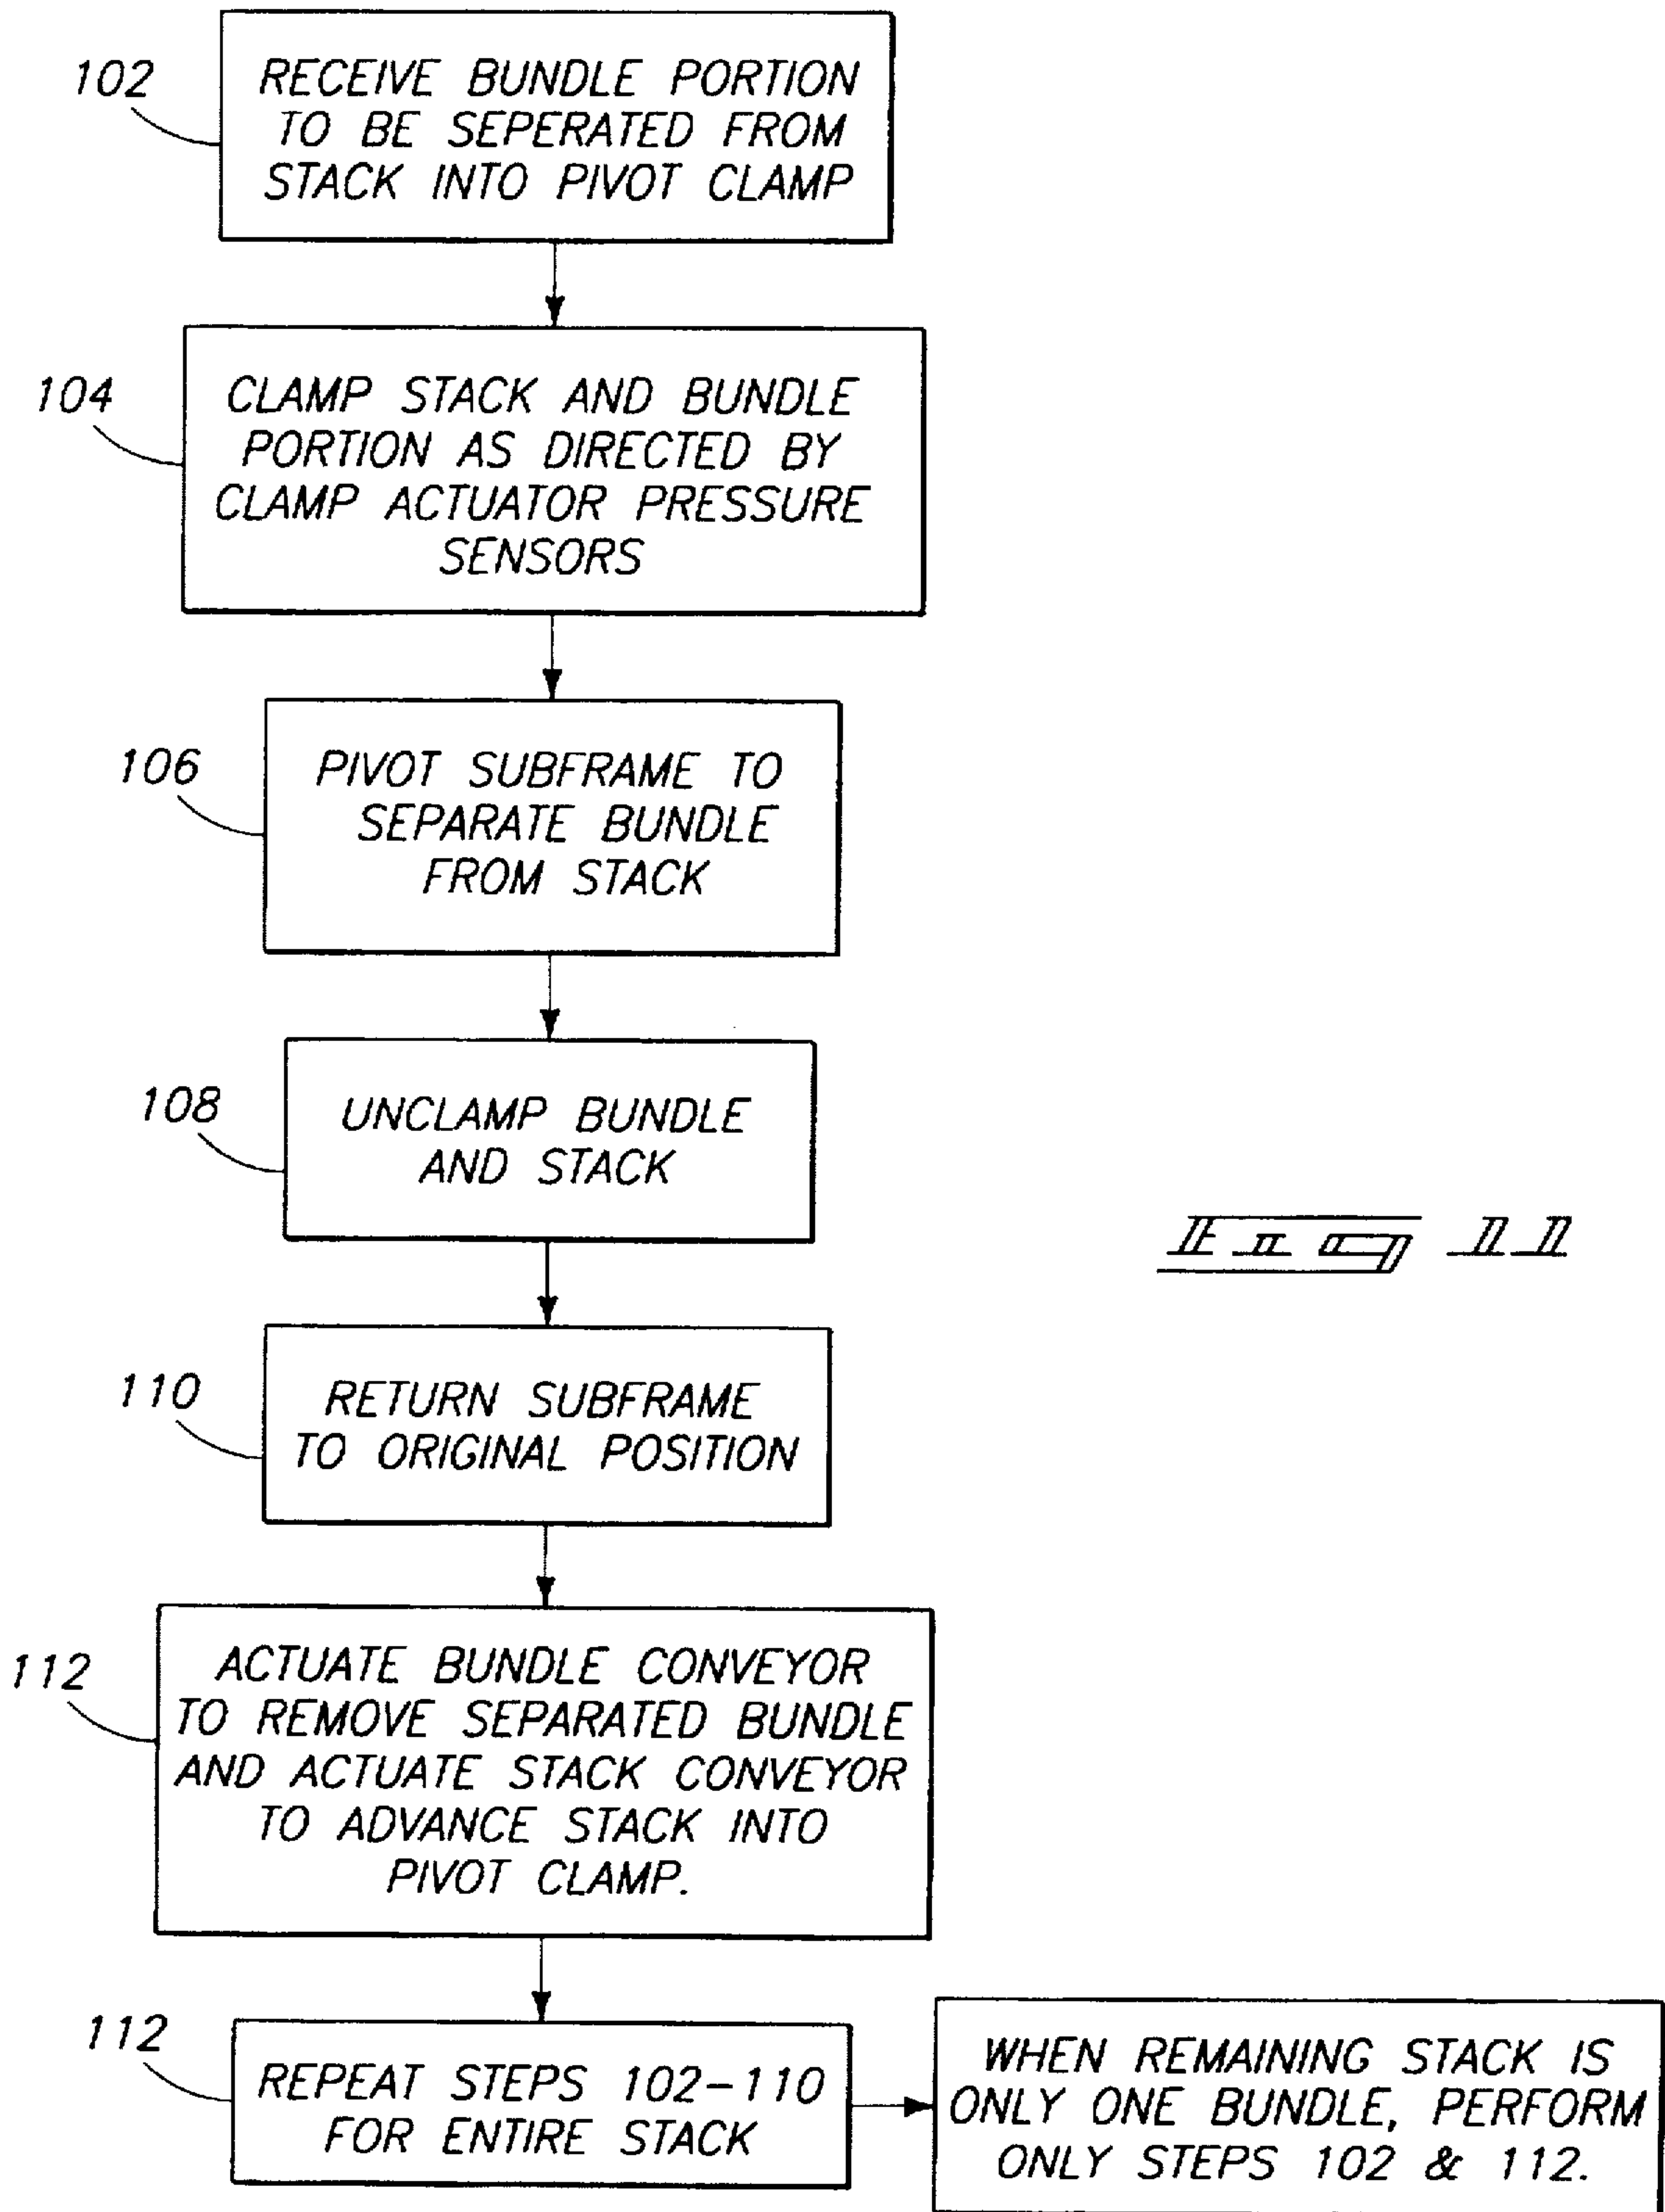 102
RECEIVE BUNDLE PORTION
TO BE SEPERATED FROM
STACK INTO PIVOT CLAMP
104
CLAMP STACK AND BUNDLE
PORTION AS DIRECTED BY
CLAMP ACTUATOR PRESSURE
SENSORS
106
PIVOT SUBFRAME TO
SEPARATE BUNDLE
FROM STACK
108
UNCLAMP BUNDLE
AND STACK
Fig 11
110
RETURN SUBFRAME
TO ORIGINAL POSITION
112
ACTUATE BUNDLE CONVEYOR
TO REMOVE SEPARATED BUNDLE
AND ACTUATE STACK CONVEYOR
TO ADVANCE STACK INTO
PIVOT CLAMP.
112
REPEAT STEPS 102-110
FOR ENTIRE STACK
WHEN REMAINING STACK IS
ONLY ONE BUNDLE, PERFORM
ONLY STEPS 102 & 112.